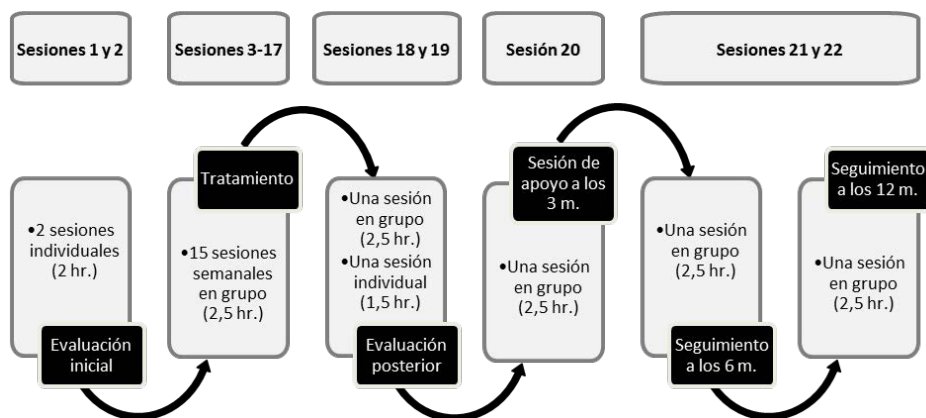 Sesiones 1 y 2
Sesiones 3-17
Sesiones 18 y 19
Sesión 20
Sesiones 21 y 22
•2 sesiones
individuales
(2 hr.)
Evaluación
inicial
Tratamiento
•15 sesiones
semanales
en grupo
(2,5 hr.)
•Una sesión
en grupo
(2,5 hr.)
•Una sesión
individual
(1,5 hr.)
Evaluación
posterior
Sesión de
apoyo a los
3 m.
•Una sesión
en grupo
(2,5 hr.)
•Una sesión
en grupo
(2,5 hr.)
Seguimiento
a los 6 m.
Seguimiento
a los 12 m.
•Una sesión
en grupo
(2,5 hr.)